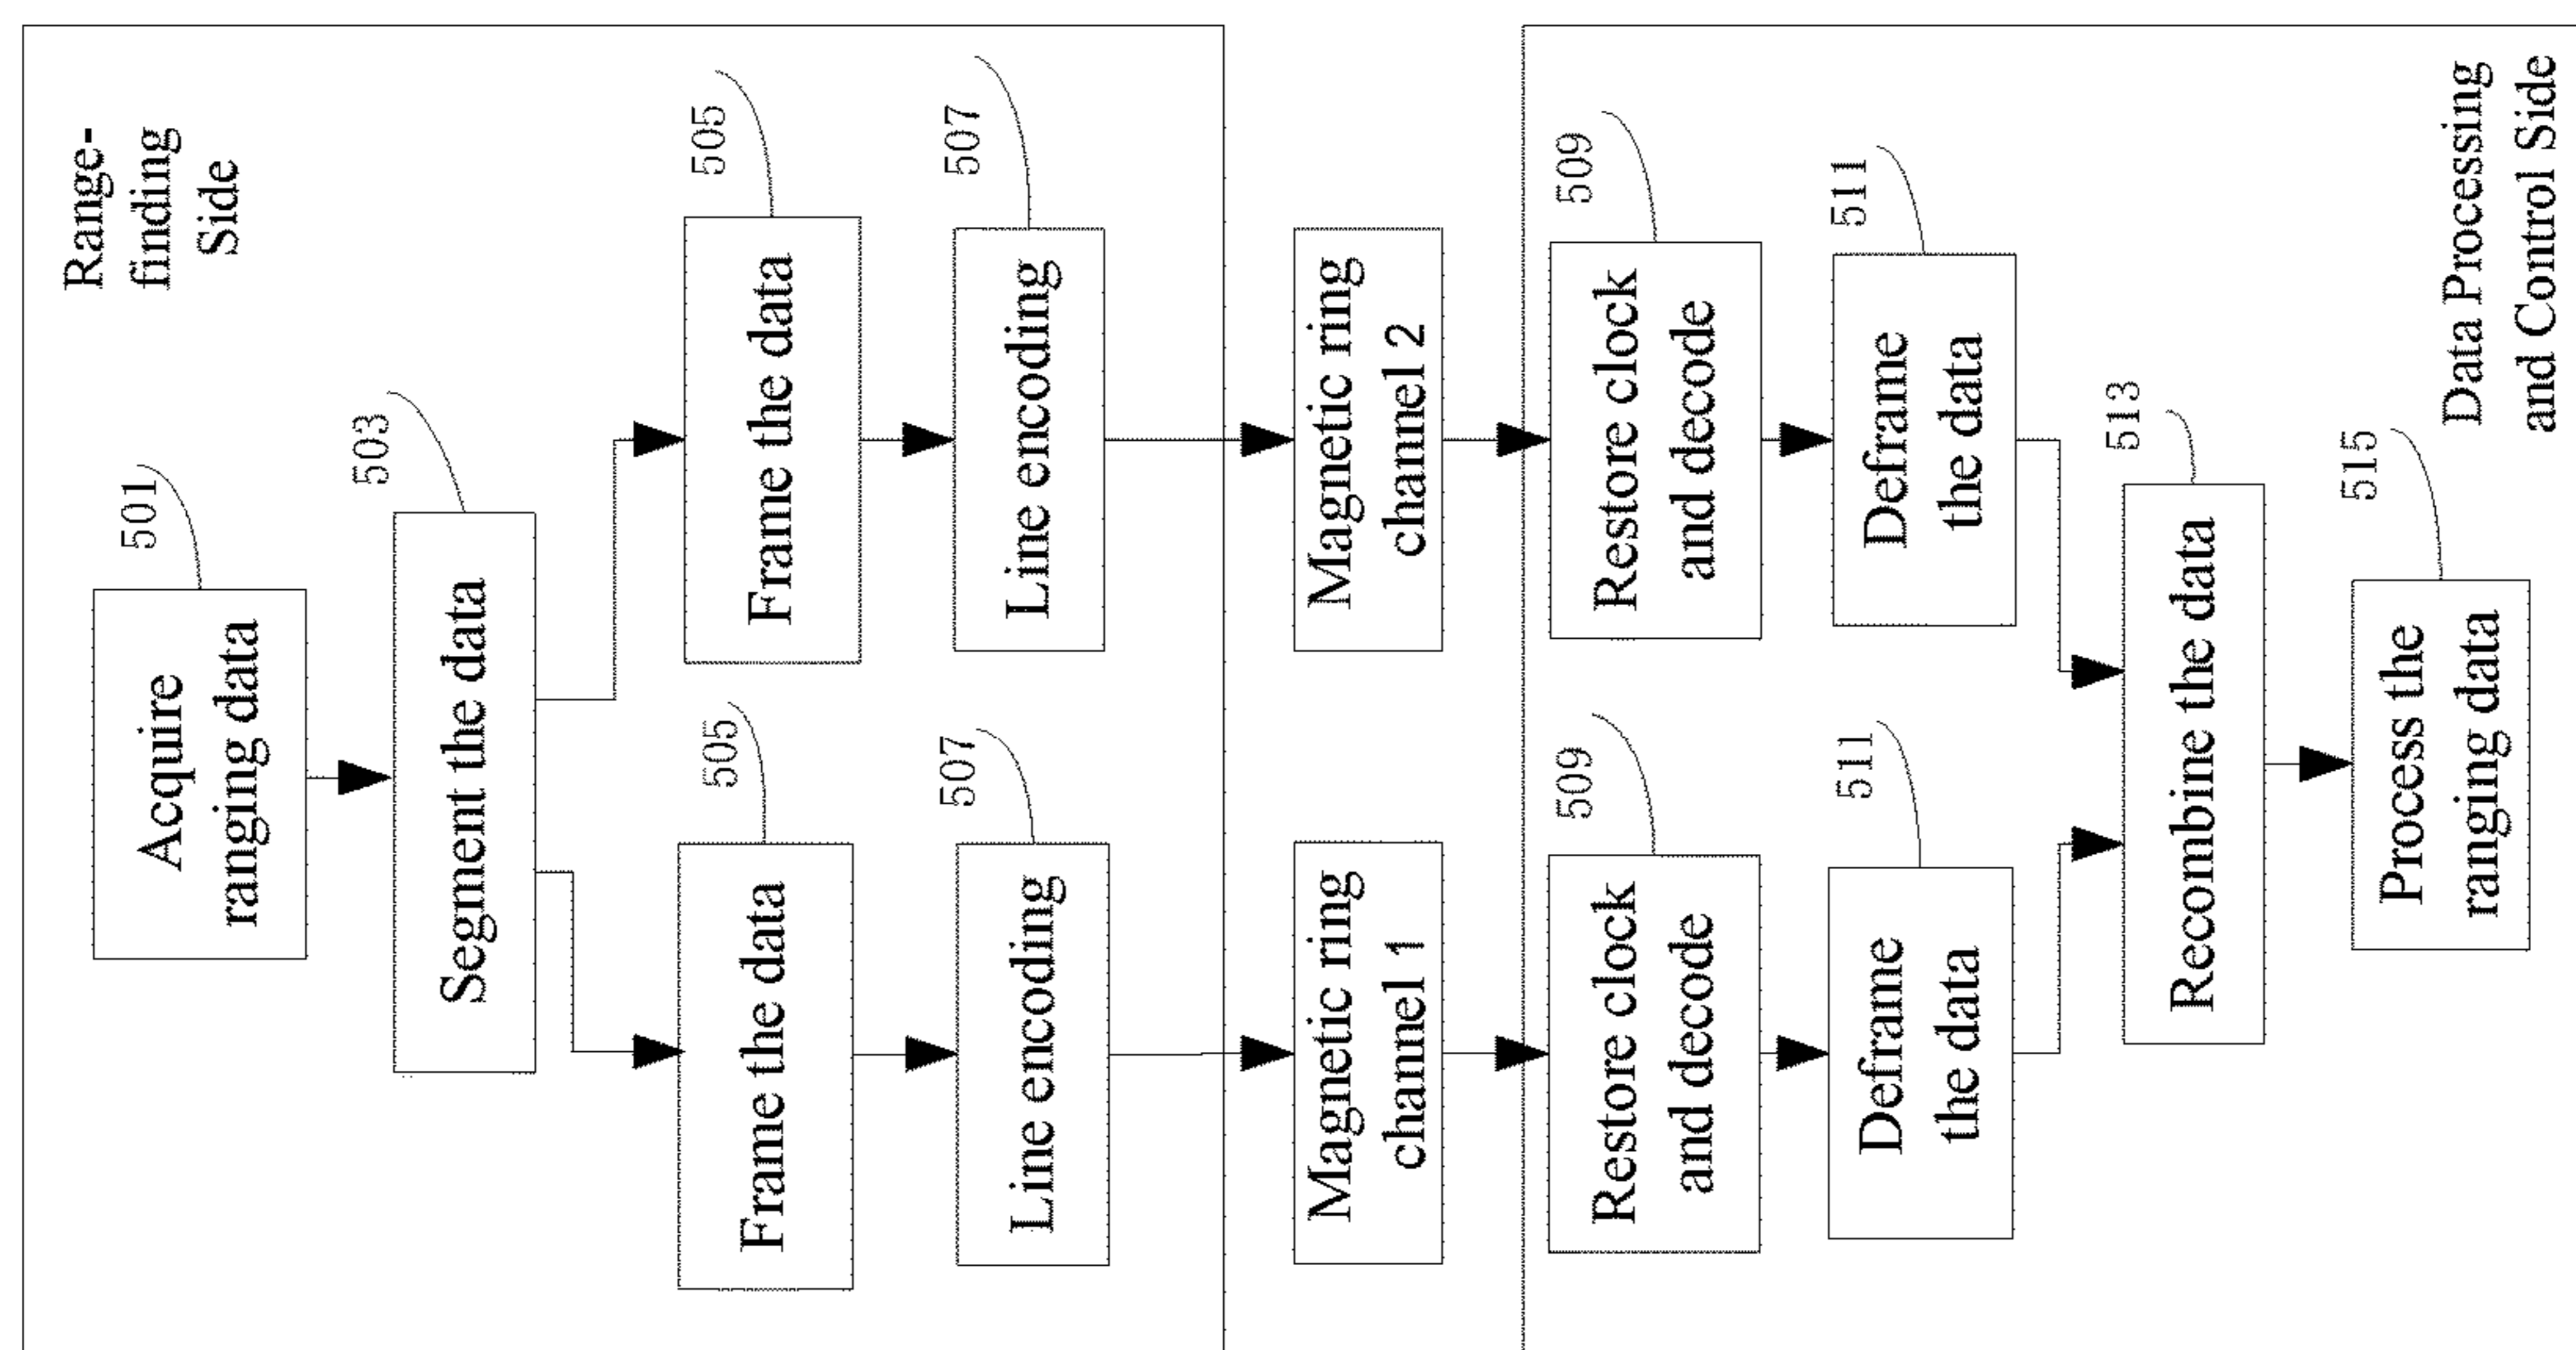 Range-
finding
Side
501
Acquire
ranging data
503
Segment the data
505
Frame the data
505
Frame the data
507
Line encoding
507
Line encoding
Magnetic ring
channel 1
Magnetic ring
channel 2
509
Restore clock
and decode
509
Restore clock
and decode
511
Deframe
the data
511
Deframe
the data
513
Recombine the data
515
Process the
ranging data
Data Processing
and Control Side